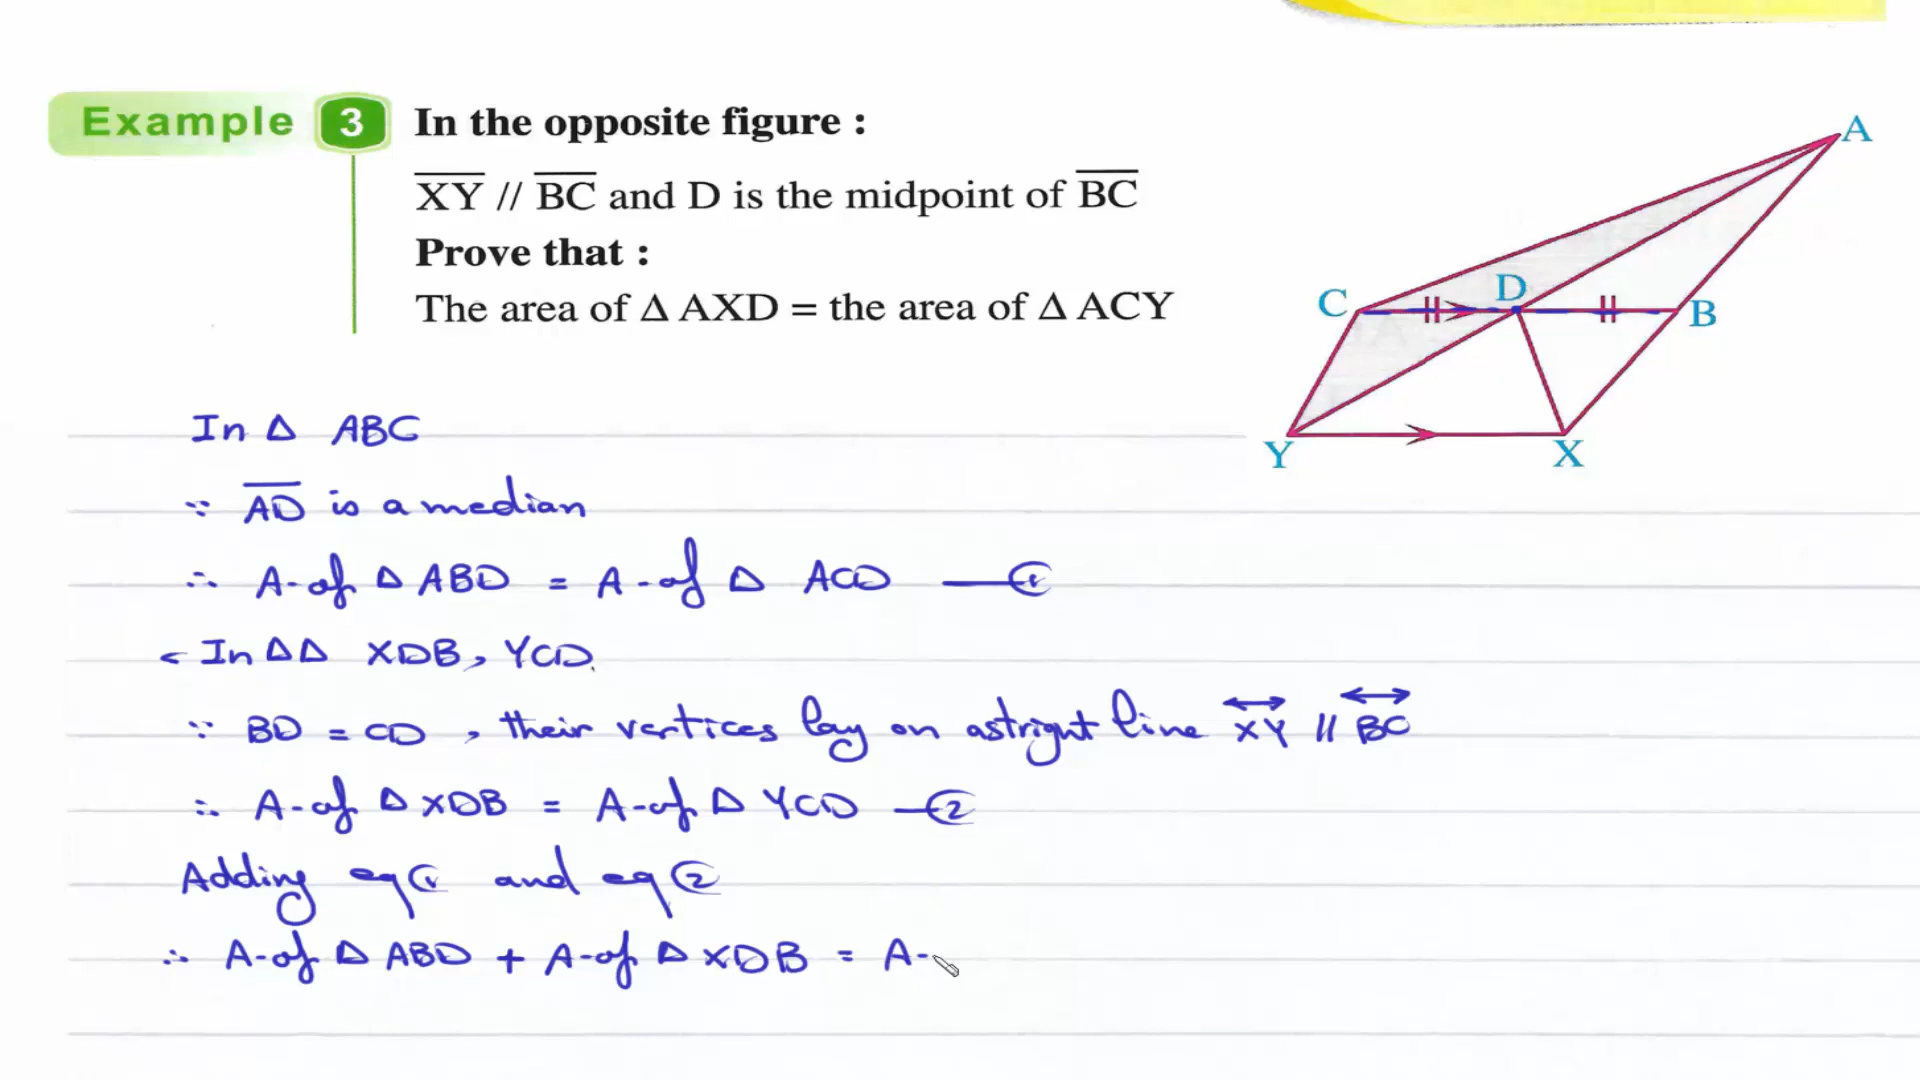 Example 3 In the opposite figure :
XY // BC and D is the midpoint of BC
Prove that :
The area of Δ AXD = the area of Δ ACY
A
C
D
B
Y
X
In Δ ABC
∵ AD is a median
∴ A-of Δ ABD = A-of Δ ACD —①
, In ΔΔ XDB, YCD
∵ BD = CD , their vertices lay on astright line XY // BC
∴ A-of Δ XDB = A-of Δ YCD —②
Adding eq① and eq②
∴ A-of Δ ABD + A-of Δ XDB = A-